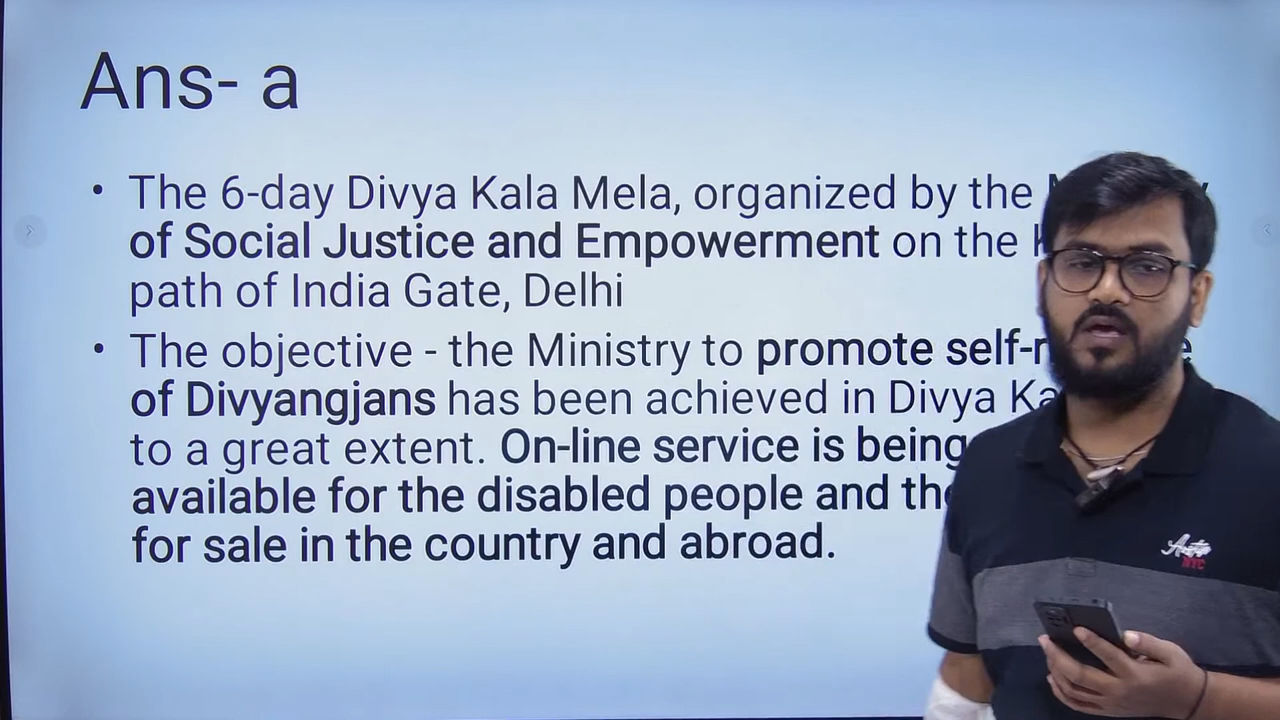 Ans- a
• The 6-day Divya Kala Mela, organized by the
of Social Justice and Empowerment on the
path of India Gate, Delhi
• The objective - the Ministry to promote
of Divyangjans has been achieved in Divya
to a great extent. On-line service is being
available for the disabled people and
for sale in the country and abroad.
NYC